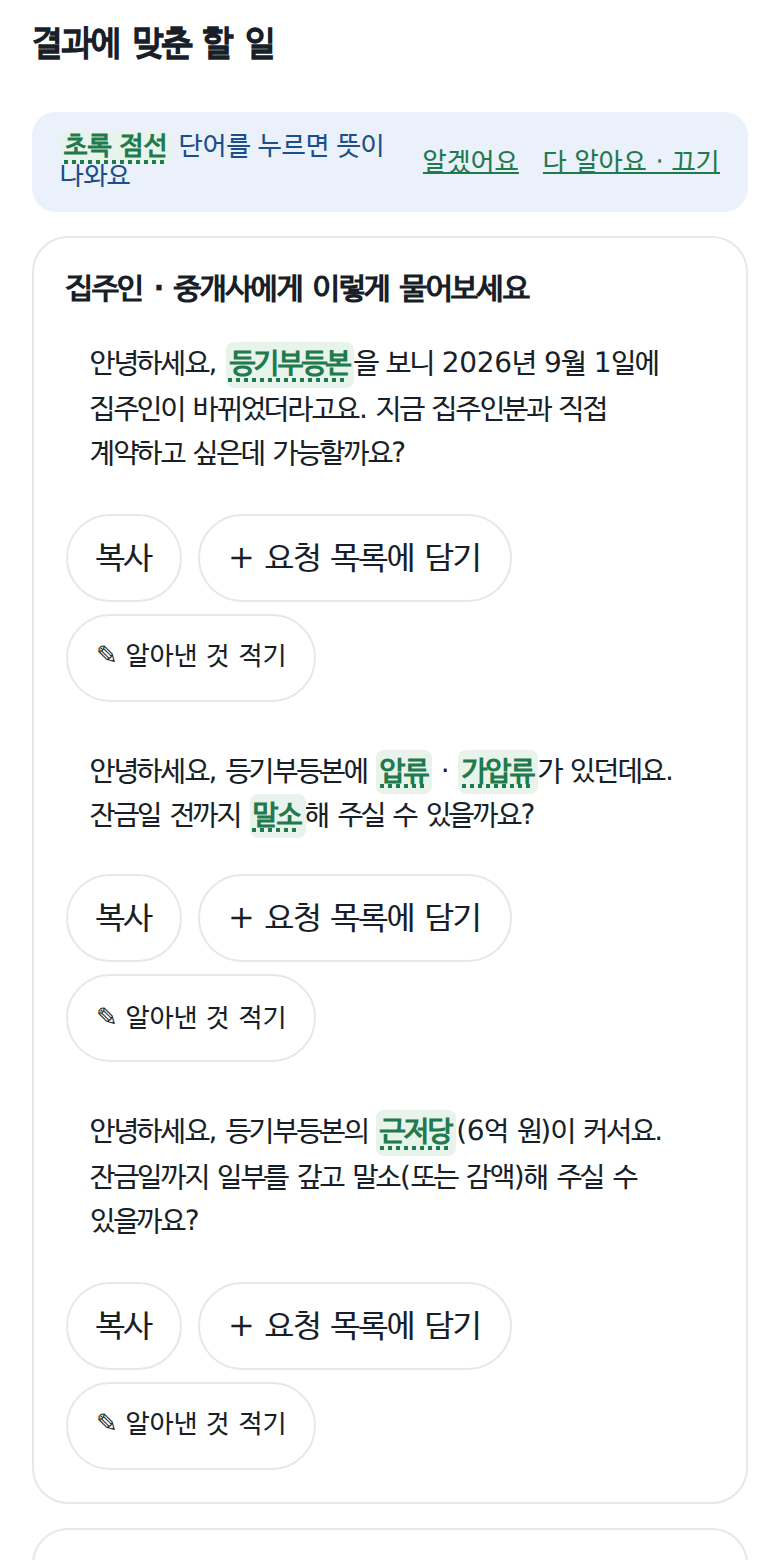 결과에 맞춘 할 일
초록 점선 단어를 누르면 뜻이
나와요
알겠어요 다 알아요 · 끄기
집주인 · 중개사에게 이렇게 물어보세요
안녕하세요, 등기부등본을 보니 2026년 9월 1일에
집주인이 바뀌었더라고요. 지금 집주인분과 직접
계약하고 싶은데 가능할까요?
복사 + 요청 목록에 담기
✎ 알아낸 것 적기
안녕하세요, 등기부등본에 압류 · 가압류가 있던데요.
잔금일 전까지 말소해 주실 수 있을까요?
복사 + 요청 목록에 담기
✎ 알아낸 것 적기
안녕하세요, 등기부등본의 근저당(6억 원)이 커서요.
잔금일까지 일부를 갚고 말소(또는 감액)해 주실 수
있을까요?
복사 + 요청 목록에 담기
✎ 알아낸 것 적기